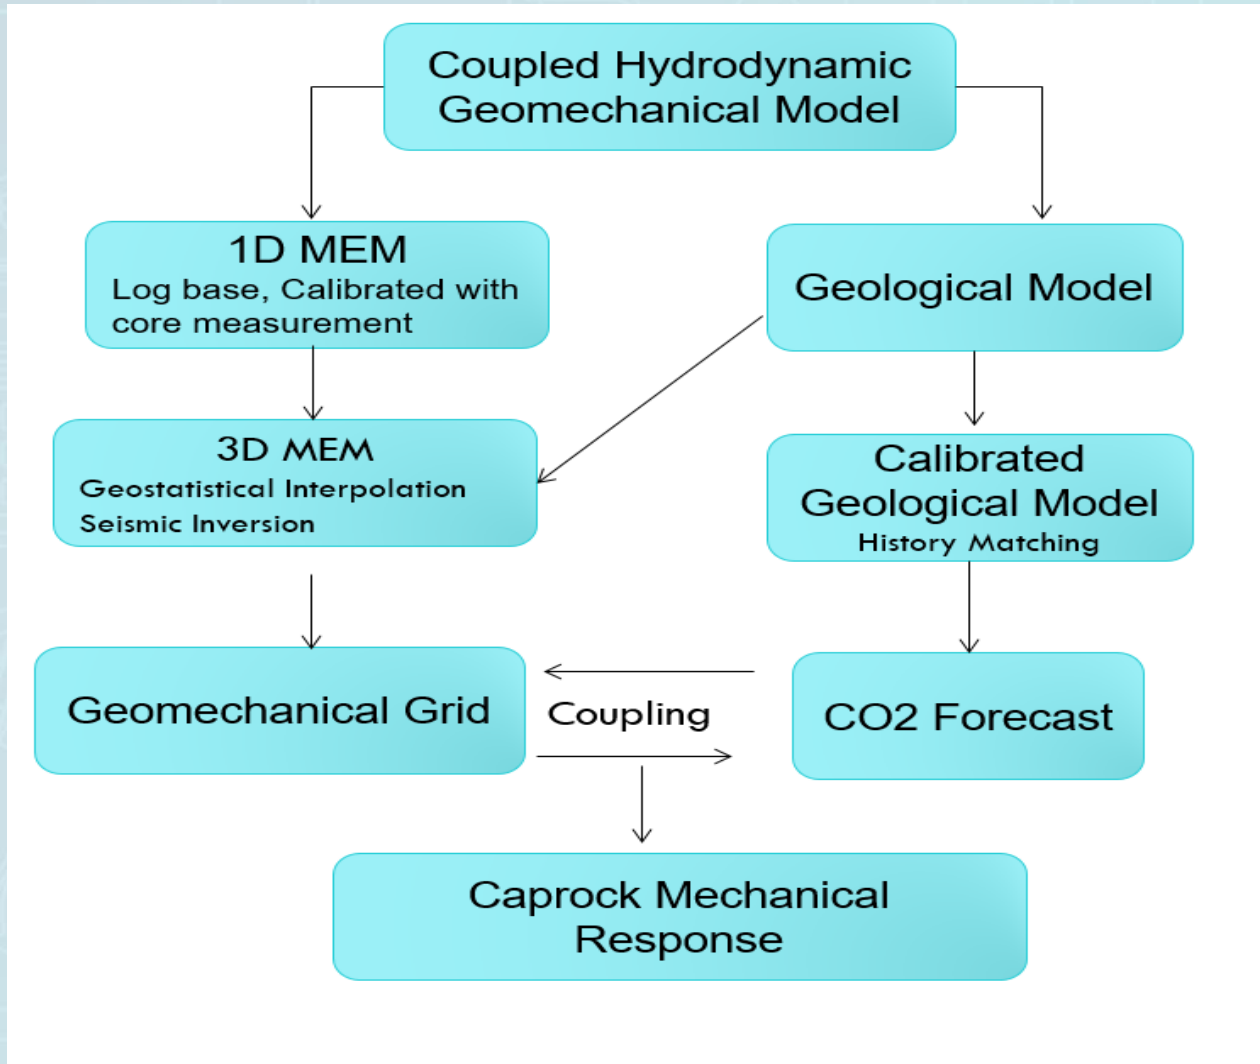 Coupled Hydrodynamic
Geomechanical Model
1D MEM
Log base, Calibrated with
core measurement
Geological Model
3D MEM
Geostatistical Interpolation
Seismic Inversion
Calibrated
Geological Model
History Matching
Geomechanical Grid
Coupling
CO2 Forecast
Caprock Mechanical
Response